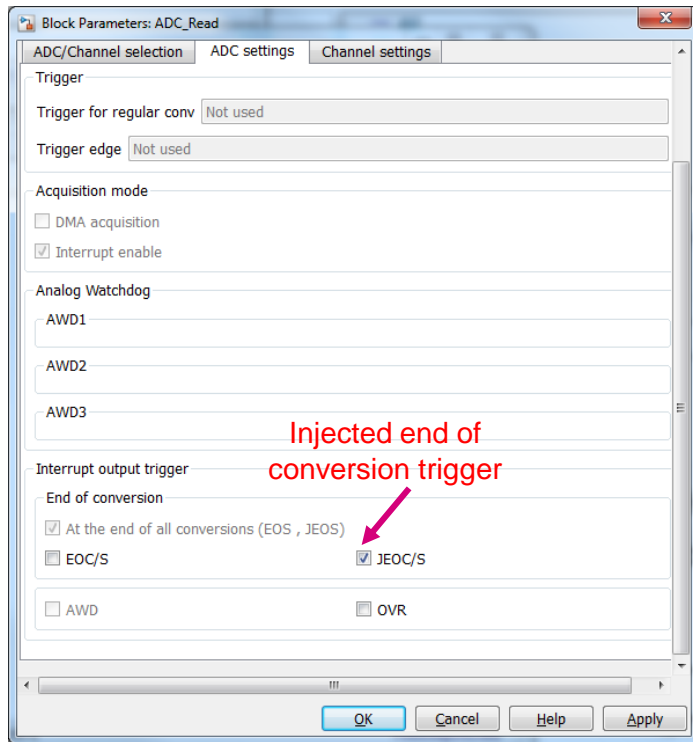 Block Parameters: ADC_Read
ADC/Channel selection ADC settings Channel settings
Trigger
Trigger for regular conv Not used
Trigger edge Not used
Acquisition mode
DMA acquisition
Interrupt enable
Analog Watchdog
AWD1
AWD2
AWD3
Injected end of
conversion trigger
Interrupt output trigger
End of conversion
At the end of all conversions (EOS , JEOS)
EOC/S JEOC/S
AWD OVR
OK Cancel Help Apply